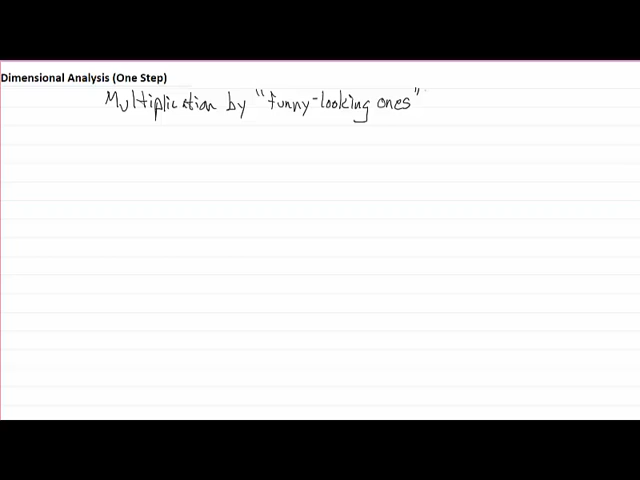 Dimensional Analysis (One Step)
Multiplication by "funny-looking ones"